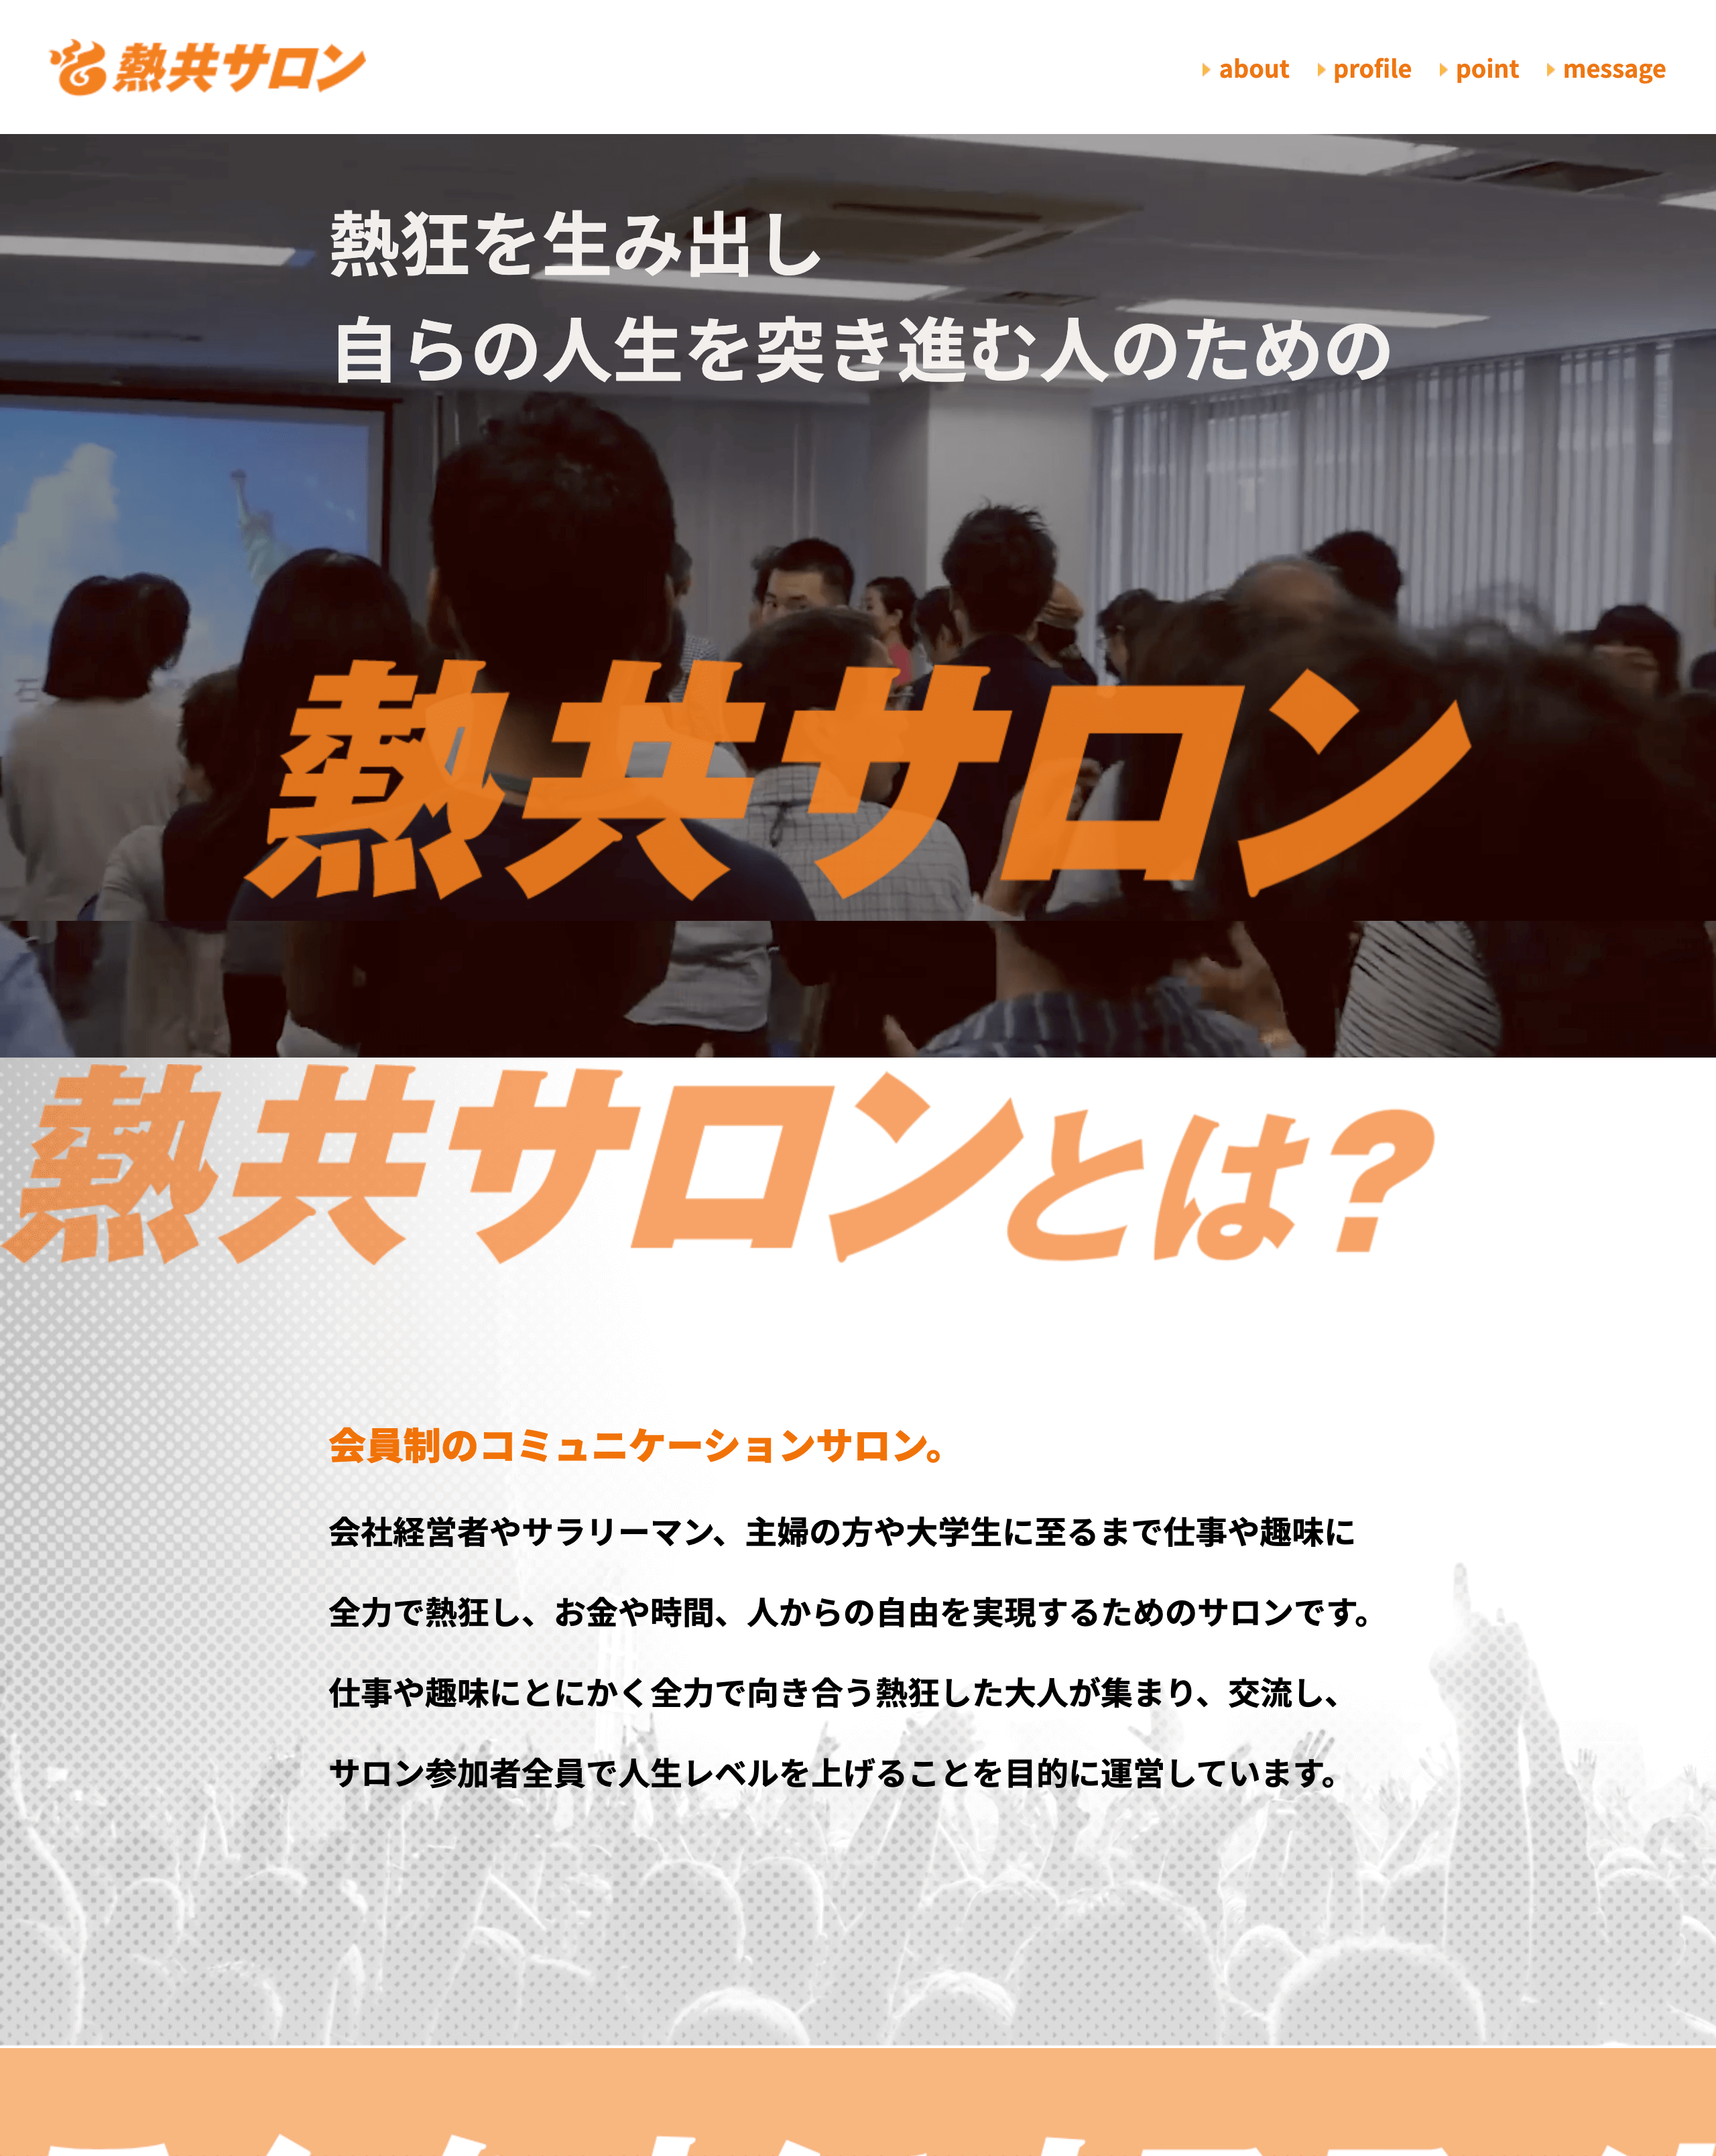 熱共サロン
about profile point message
熱狂を生み出し
自らの人生を突き進む人のための
熱共サロン
熱共サロンとは?
会員制のコミュニケーションサロン。
会社経営者やサラリーマン、主婦の方や大学生に至るまで仕事や趣味に
全力で熱狂し、お金や時間、人からの自由を実現するためのサロンです。
仕事や趣味にとにかく全力で向き合う熱狂した大人が集まり、交流し、
サロン参加者全員で人生レベルを上げることを目的に運営しています。